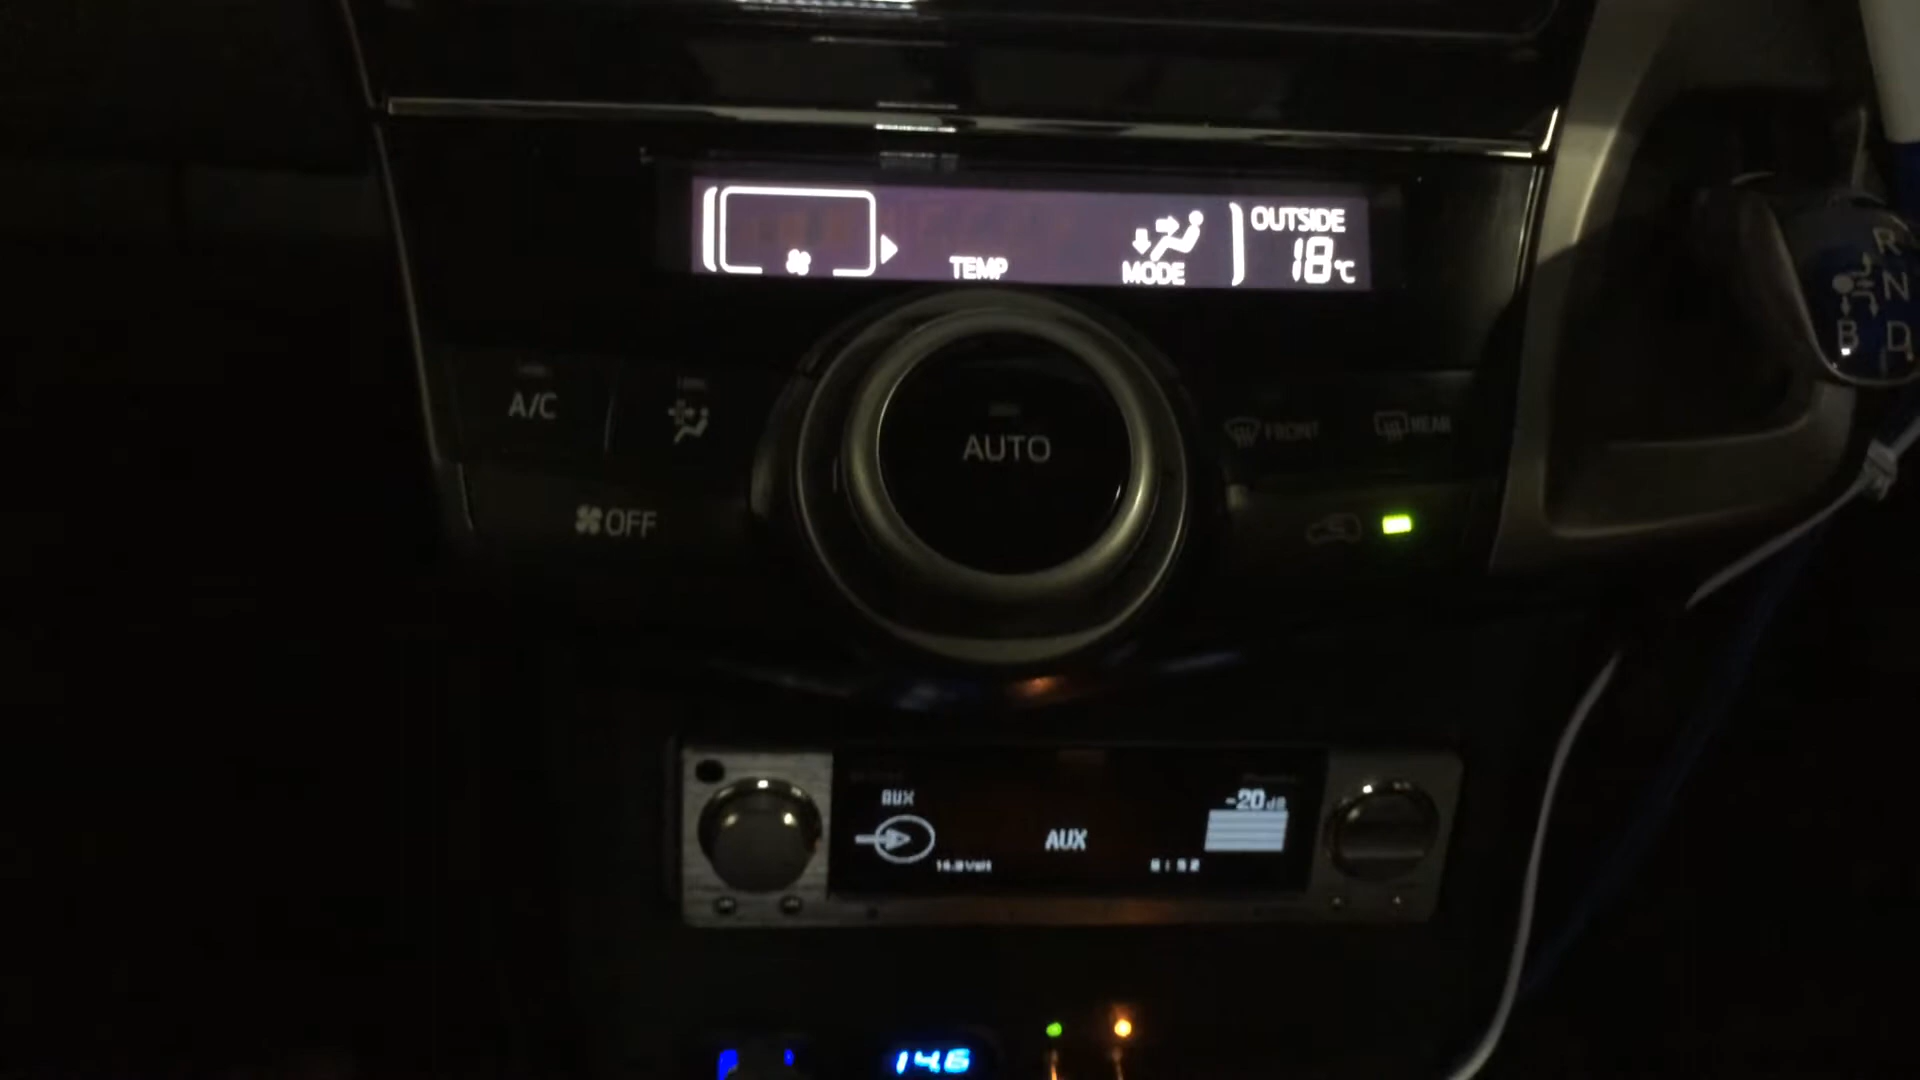 OUTSIDE
TEMP
MODE
18°C
R
N
B
D
A/C
AUTO
FRONT
REAR
OFF
AUX
-20dB
AUX
14.6